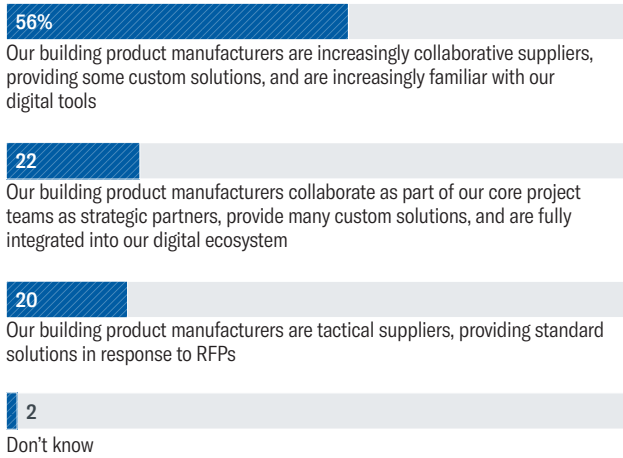 56%
Our building product manufacturers are increasingly collaborative suppliers,
providing some custom solutions, and are increasingly familiar with our
digital tools
22
Our building product manufacturers collaborate as part of our core project
teams as strategic partners, provide many custom solutions, and are fully
integrated into our digital ecosystem
20
Our building product manufacturers are tactical suppliers, providing standard
solutions in response to RFPs
2
Don’t know